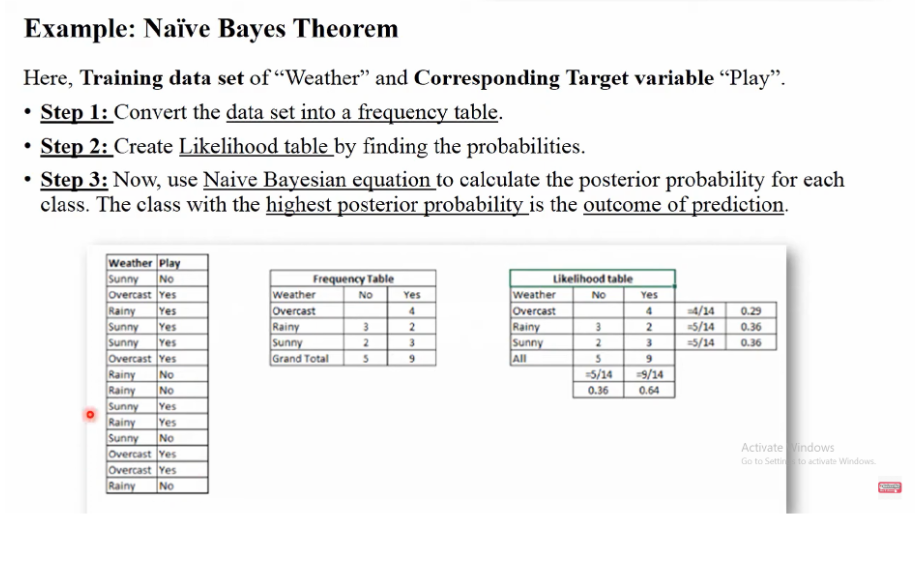 Example: Naïve Bayes Theorem
Here, Training data set of “Weather” and Corresponding Target variable “Play”.
• Step 1: Convert the data set into a frequency table.
• Step 2: Create Likelihood table by finding the probabilities.
• Step 3: Now, use Naive Bayesian equation to calculate the posterior probability for each
class. The class with the highest posterior probability is the outcome of prediction.
Weather Play
Sunny No
Overcast Yes
Rainy Yes
Sunny Yes
Sunny Yes
Overcast Yes
Rainy No
Rainy No
Sunny Yes
Rainy Yes
Sunny No
Overcast Yes
Overcast Yes
Rainy No
Frequency Table
Weather No Yes
Overcast 4
Rainy 3 2
Sunny 2 3
Grand Total 5 9
Likelihood table
Weather No Yes
Overcast 4 =4/14 0.29
Rainy 3 2 =5/14 0.36
Sunny 2 3 =5/14 0.36
All 5 9
=5/14 =9/14
0.36 0.64
Activate Windows
Go to Settings to activate Windows.